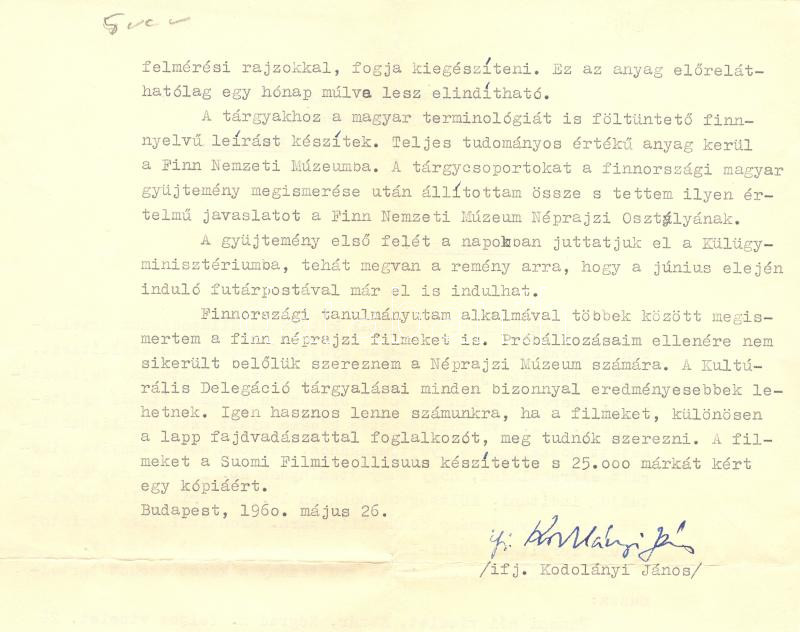 felmérési rajzokkal, fogja kiegészíteni. Ez az anyag előrelát-
hatólag egy hónap múlva lesz elindítható.
A tárgyakhoz a magyar terminológiát is föltüntető finn-
nyelvű leírást készítek. Teljes tudományos értékű anyag kerül
a Finn Nemzeti Múzeumba. A tárgycsoportokat a finnországi magyar
gyüjtemény megismerése után állítottam össze s tettem ilyen ér-
telmű javaslatot a Finn Nemzeti Múzeum Néprajzi Osztályának.
A gyüjtemény első felét a napokban juttatjuk el a Külügy-
minisztériumba, tehát megvan a remény arra, hogy a június elején
induló futárpostával már el is indulhat.
Finnországi tanulmányutam alkalmával többek között megis-
mertem a finn néprajzi filmeket is. Próbálkozásaim ellenére nem
sikerült belőlük szereznem a Néprajzi Múzeum számára. A Kultú-
rális Delegáció tárgyalásai minden bizonnyal eredményesebbek le-
hetnek. Igen hasznos lenne számunkra, ha a filmeket, különösen
a lapp fajdvadászattal foglalkozót, meg tudnók szerezni. A fil-
meket a Suomi Filmiteollisuus készítette s 25.000 márkát kért
egy kópiáért.
Budapest, 196o. május 26.
ifj. Kodolányi János
/ifj. Kodolányi János/